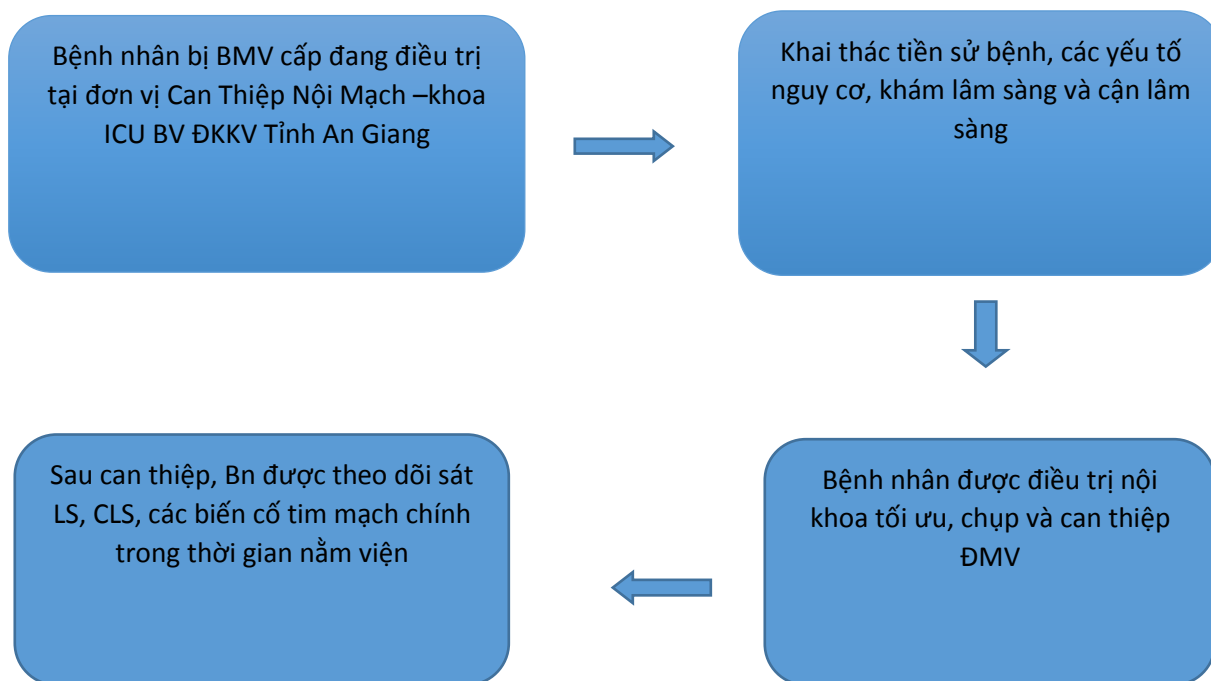 Bệnh nhân bị BMV cấp đang điều trị
tại đơn vị Can Thiệp Nội Mạch –khoa
ICU BV ĐKKV Tỉnh An Giang
Khai thác tiền sử bệnh, các yếu tố
nguy cơ, khám lâm sàng và cận lâm
sàng
Bệnh nhân được điều trị nội
khoa tối ưu, chụp và can thiệp
ĐMV
Sau can thiệp, Bn được theo dõi sát
LS, CLS, các biến cố tim mạch chính
trong thời gian nằm viện